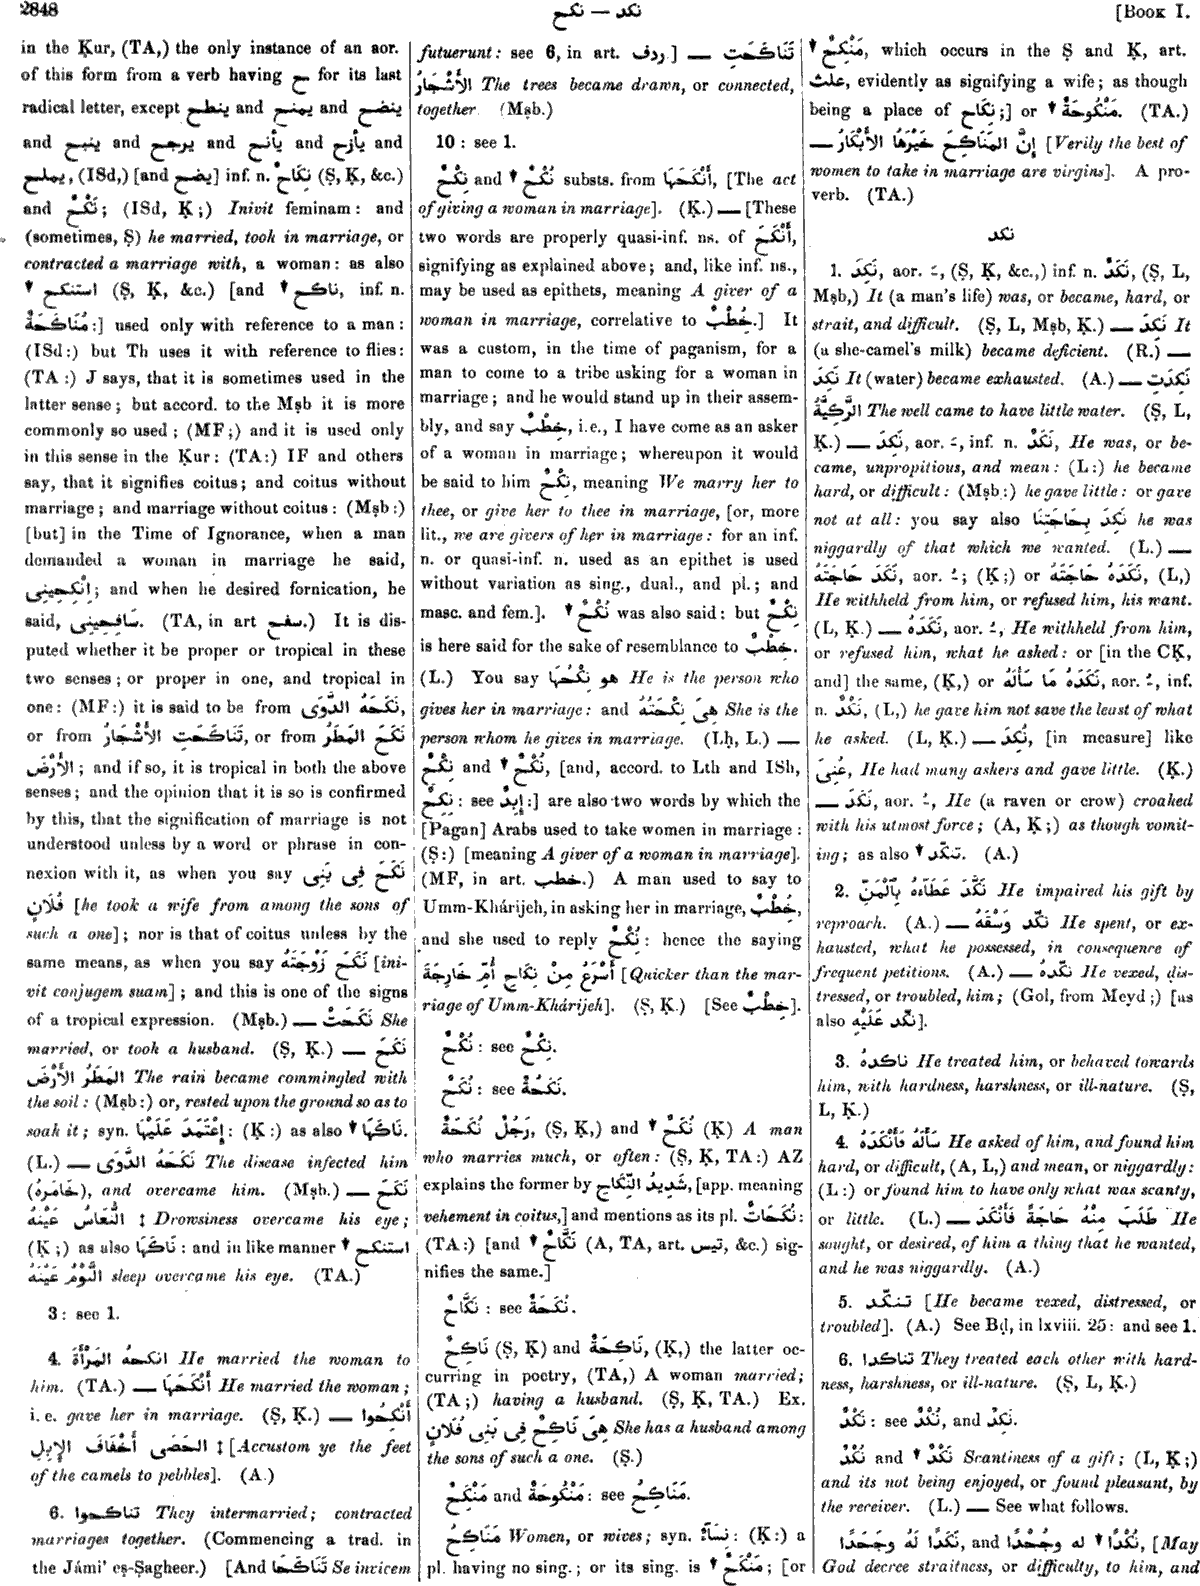 2848
نكح — نكد
[Book I.
in the Ḳur, (TA,) the only instance of an aor.
of this form from a verb having ح for its last
radical letter, except ينطح and يمنح and ينضح
and ينبح and يرجح and يأنح and يأزح and
يملح, (ISd,) [and يضح] inf. n. نِكَاحٌ (Ṣ, Ḳ, &c.)
and نَكْحٌ; (ISd, Ḳ;) Inivit feminam: and
(sometimes, Ṣ) he married, took in marriage, or
contracted a marriage with, a woman: as also
استنكح (Ṣ, Ḳ, &c.) [and ناكح, inf. n.
مُنَاكَحَةٌ:] used only with reference to a man:
(ISd:) but Th uses it with reference to flies:
(TA:) J says, that it is sometimes used in the
latter sense; but accord. to the Mṣb it is more
commonly so used; (MF;) and it is used only
in this sense in the Ḳur: (TA:) IF and others
say, that it signifies coitus; and coitus without
marriage; and marriage without coitus: (Mṣb:)
[but] in the Time of Ignorance, when a man
demanded a woman in marriage he said,
انْكِحِينِى; and when he desired fornication, he
said, سَافِحِينِى. (TA, in art سفح.) It is dis-
puted whether it be proper or tropical in these
two senses; or proper in one, and tropical in
one: (MF:) it is said to be from نَكَحَهُ الدَّوَى,
or from تَنَاكَحَتِ الأَشْجَارُ, or from نَكَحَ المَطَرُ
الأَرْضَ; and if so, it is tropical in both the above
senses; and the opinion that it is so is confirmed
by this, that the signification of marriage is not
understood unless by a word or phrase in con-
nexion with it, as when you say نَكَحَ فِى بَنِى
فُلَانٍ [he took a wife from among the sons of
such a one]; nor is that of coitus unless by the
same means, as when you say نَكَحَ زَوْجَتَهُ [ini-
vit conjugem suam]; and this is one of the signs
of a tropical expression. (Mṣb.) — نَكَحَتْ She
married, or took a husband. (Ṣ, Ḳ.) — نَكَحَ
المَطَرُ الأَرْضَ The rain became commingled with
the soil: (Mṣb:) or, rested upon the ground so as to
soak it; syn. إِعْتَمَدَ عَلَيْهَا: (Ḳ:) as also نَاكَحَهَا.
(L.) — نَكَحَهُ الدَّوَى The disease infected him
(خَامَرَهُ), and overcame him. (Mṣb.) — نَكَحَ
النُّعَاسُ عَيْنَهُ ‡ Drowsiness overcame his eye;
(Ḳ;) as also نَاكَهَا: and in like manner استنكح
النَّوْمُ عَيْنَهُ sleep overcame his eye. (TA.)
3: see 1.
4. انكحهُ المَرْأَةَ He married the woman to
him. (TA.) — أَنْكَحَهَا He married the woman;
i. e. gave her in marriage. (Ṣ, Ḳ.) — أَنْكِحُوا
الحَصَى أَخْفَافَ الإِبِلِ ‡ [Accustom ye the feet
of the camels to pebbles]. (A.)
6. تناكحوا They intermarried; contracted
marriages together. (Commencing a trad. in
the Jámi' eṣ-Ṣagheer.) [And تَنَاكَحَا Se invicem
futuerunt: see 6, in art. ردف.] — تَنَاكَحَتِ
الأَشْجَارُ The trees became drawn, or connected,
together. (Mṣb.)
10: see 1.
نِكْحٌ and نُكْحٌ substs. from أَنْكَحَهَا, [The act
of giving a woman in marriage]. (Ḳ.) — [These
two words are properly quasi-inf. ns. of أَنْكَحَ,
signifying as explained above; and, like inf. ns.,
may be used as epithets, meaning A giver of a
woman in marriage, correlative to خُطْبٌ.] It
was a custom, in the time of paganism, for a
man to come to a tribe asking for a woman in
marriage; and he would stand up in their assem-
bly, and say خِطْبٌ, i.e., I have come as an asker
of a woman in marriage; whereupon it would
be said to him نِكْحٌ, meaning We marry her to
thee, or give her to thee in marriage, [or, more
lit., we are givers of her in marriage: for an inf.
n. or quasi-inf. n. used as an epithet is used
without variation as sing., dual., and pl.; and
masc. and fem.]. نُكْحٌ was also said: but نِكْحٌ
is here said for the sake of resemblance to خِطْبٌ.
(L.) You say هو نِكْحُهَا He is the person who
gives her in marriage: and هِىَ نِكْحَتُهُ She is the
person whom he gives in marriage. (Lḥ, L.) —
نِكْحٌ and نُكْحٌ, [and, accord. to Lth and ISh,
نِكِحٌ: see إِبِدٌ:] are also two words by which the
[Pagan] Arabs used to take women in marriage:
(Ṣ:) [meaning A giver of a woman in marriage].
(MF, in art. خطب.) A man used to say to
Umm-Khárijeh, in asking her in marriage, خُطْبٌ,
and she used to reply نُكْحٌ: hence the saying
أَسْرَعُ مِنْ نِكَاحِ أُمِّ خَارِجَةَ [Quicker than the mar-
riage of Umm-Khárijeh]. (Ṣ, Ḳ.) [See خِطْبٌ].
نُكْحٌ: see نِكْحٌ.
نُكَحٌ: see نُكَحَةٌ.
رَجُلٌ نُكَحَةٌ, (Ṣ, Ḳ,) and نُكَحٌ (Ḳ) A man
who marries much, or often: (Ṣ, Ḳ, TA:) AZ
explains the former by شَدِيدُ النِّكَاحِ, [app. meaning
vehement in coitus,] and mentions as its pl. نُكَحَاتٌ:
(TA:) [and نَكَّاحٌ (A, TA, art. تيس, &c.) sig-
nifies the same.]
نَكَّاحٌ: see نُكَحَةٌ.
نَاكِحٌ (Ṣ, Ḳ) and نَاكِحَةٌ, (Ḳ,) the latter oc-
curring in poetry, (TA,) A woman married;
(TA;) having a husband. (Ṣ, Ḳ, TA.) Ex.
هِىَ نَاكِحٌ فِى بَنِى فُلَانٍ She has a husband among
the sons of such a one. (Ṣ.)
مَنْكَحٌ and مَنْكُوحَةٌ: see مَنَاكِحُ.
مَنَاكِحُ Women, or wives; syn. نِسَآءٌ: (Ḳ:) a
pl. having no sing.; or its sing. is مَنْكَحٌ; [or
مَنْكِحٌ, which occurs in the Ṣ and Ḳ, art.
علث, evidently as signifying a wife; as though
being a place of نِكَاح;] or مَنْكُوحَةٌ. (TA.)
— إِنَّ المَنَاكِحَ خَيْرُهَا الأَبْكَارُ [Verily the best of
women to take in marriage are virgins]. A pro-
verb. (TA.)
نكد
1. نَكِدَ, aor. ـَ, (Ṣ, Ḳ, &c.,) inf. n. نَكَدٌ, (Ṣ, L,
Mṣb,) It (a man's life) was, or became, hard, or
strait, and difficult. (Ṣ, L, Mṣb, Ḳ.) — نَكِدَ It
(a she-camel's milk) became deficient. (R.) —
نَكِدَ It (water) became exhausted. (A.) — نَكِدَتِ
الرَّكِيَّةُ The well came to have little water. (Ṣ, L,
Ḳ.) — نَكِدَ, aor. ـَ, inf. n. نَكَدٌ, He was, or be-
came, unpropitious, and mean: (L:) he became
hard, or difficult: (Mṣb:) he gave little: or gave
not at all: you say also نَكِدَ بِحَاجَتِنَا he was
niggardly of that which we wanted. (L.) —
نَكَدَ حَاجَتَهُ, aor. ـُ; (Ḳ;) or نَكَدَهُ حَاجَتَهُ, (L,)
He withheld from him, or refused him, his want.
(L, Ḳ.) — نَكَدَهُ, aor. ـُ, He withheld from him,
or refused him, what he asked: or [in the CḲ,
and] the same, (Ḳ,) or نَكَدَهُ مَا سَأَلَهُ, aor. ـُ, inf.
n. نَكْدٌ, (L,) he gave him not save the least of what
he asked. (L, Ḳ.) — نُكِدَ, [in measure] like
عُنِىَ, He had many askers and gave little. (Ḳ.)
— نَكَدَ, aor. ـُ, He (a raven or crow) croaked
with his utmost force; (A, Ḳ;) as though vomit-
ing; as also تنكّد. (A.)
2. نَكَّدَ عَطَآءَهُ بِٱلْمَنِّ He impaired his gift by
reproach. (A.) — نكّد وَسْقَهُ He spent, or ex-
hausted, what he possessed, in consequence of
frequent petitions. (A.) — نكّدهُ He vexed, dis-
tressed, or troubled, him; (Gol, from Meyd;) [as
also نكّد عَلَيْهِ].
3. ناكدهُ He treated him, or behaved towards
him, with hardness, harshness, or ill-nature. (Ṣ,
L, Ḳ.)
4. سَأَلَهُ فَأَنْكَدَهُ He asked of him, and found him
hard, or difficult, (A, L,) and mean, or niggardly:
(L:) or found him to have only what was scanty,
or little. (L.) — طَلَبَ مِنْهُ حَاجَةً فَأَنْكَدَ He
sought, or desired, of him a thing that he wanted,
and he was niggardly. (A.)
5. تنكّد [He became vexed, distressed, or
troubled]. (A.) See Bḍ, in lxviii. 25: and see 1.
6. تناكدا They treated each other with hard-
ness, harshness, or ill-nature. (Ṣ, L, Ḳ.)
نَكْدٌ: see نُكْدٌ, and نَكِدٌ.
نُكْدٌ and نَكْدٌ Scantiness of a gift; (L, Ḳ;)
and its not being enjoyed, or found pleasant, by
the receiver. (L.) — See what follows.
نَكَدًا لَهُ وَجَحَدًا, and نُكْدًا له وجُحْدًا, [May
God decree straitness, or difficulty, to him, and